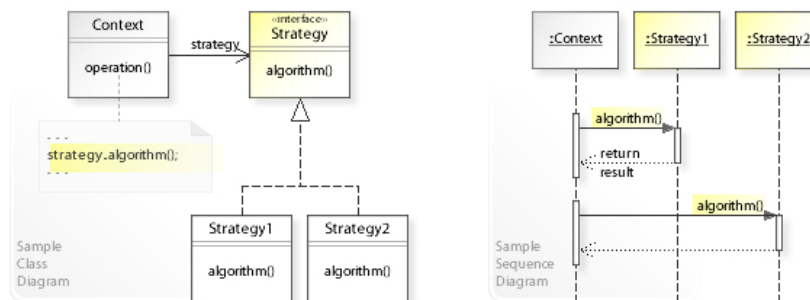 Context
operation()
strategy
«interface»
Strategy
algorithm()
- - -
strategy.algorithm();
- - -
Strategy1
algorithm()
Strategy2
algorithm()
Sample
Class
Diagram
:Context
:Strategy1
:Strategy2
algorithm()
return
result
algorithm()
Sample
Sequence
Diagram